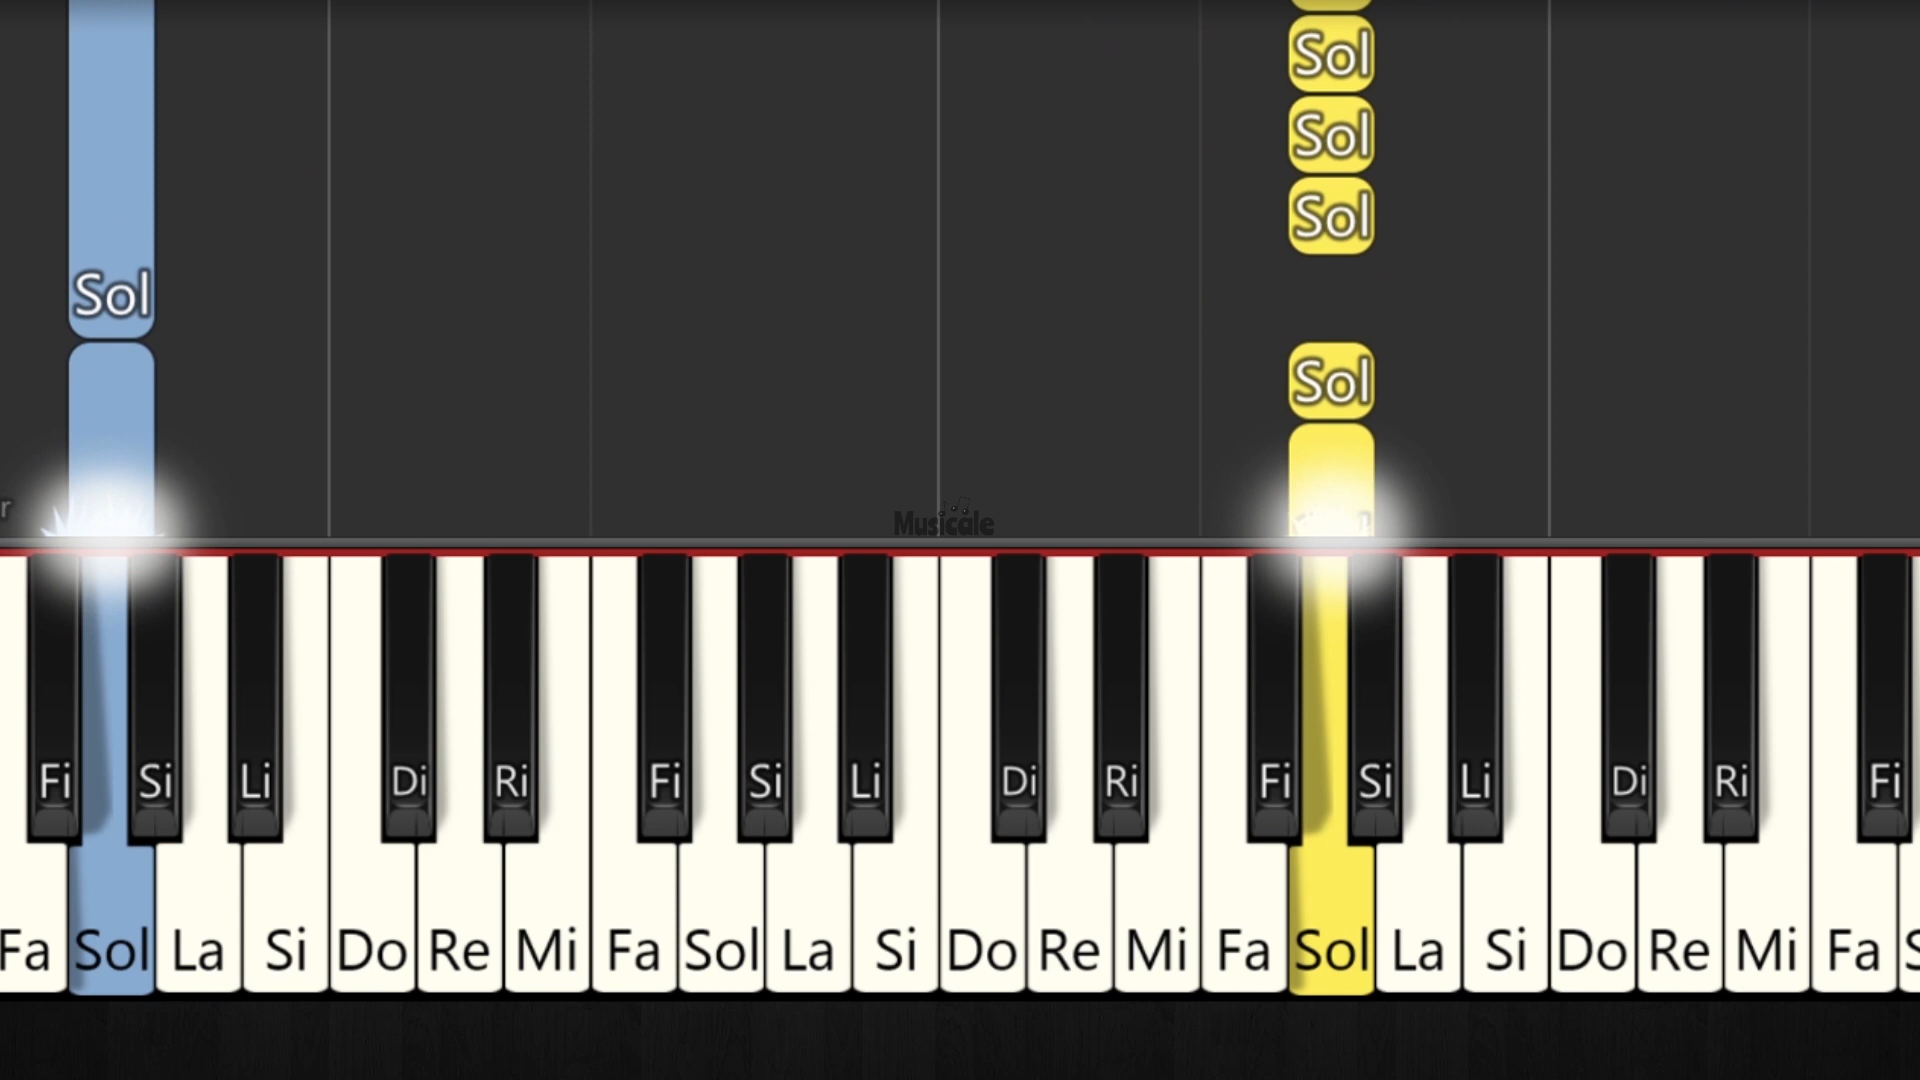 Sol
Sol
Sol
Sol
Sol
r
Musicale
Fi Si Li Di Ri Fi Si Li Di Ri Fi Si Li Di Ri Fi
Fa Sol La Si Do Re Mi Fa Sol La Si Do Re Mi Fa Sol La Si Do Re Mi Fa S